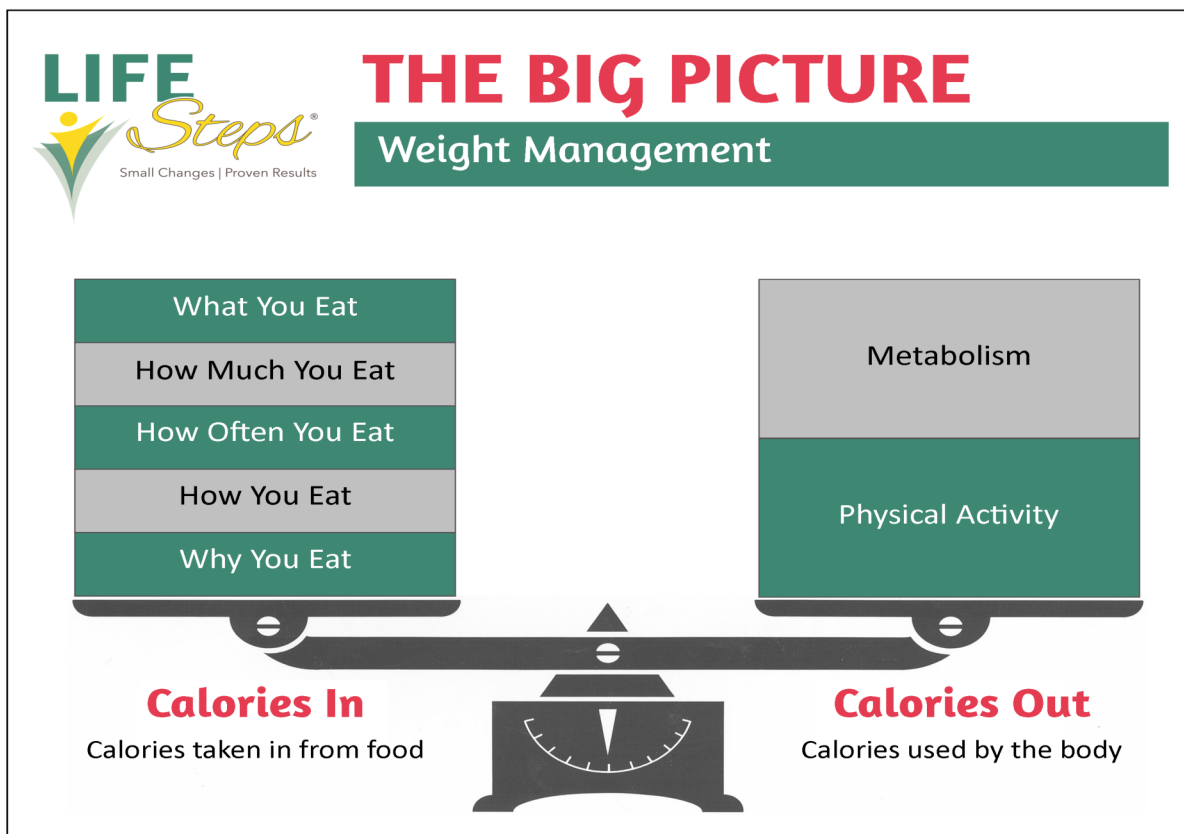 LIFE
Steps®
Small Changes | Proven Results
THE BIG PICTURE
Weight Management
What You Eat
How Much You Eat
How Often You Eat
How You Eat
Why You Eat
Metabolism
Physical Activity
Calories In
Calories taken in from food
Calories Out
Calories used by the body